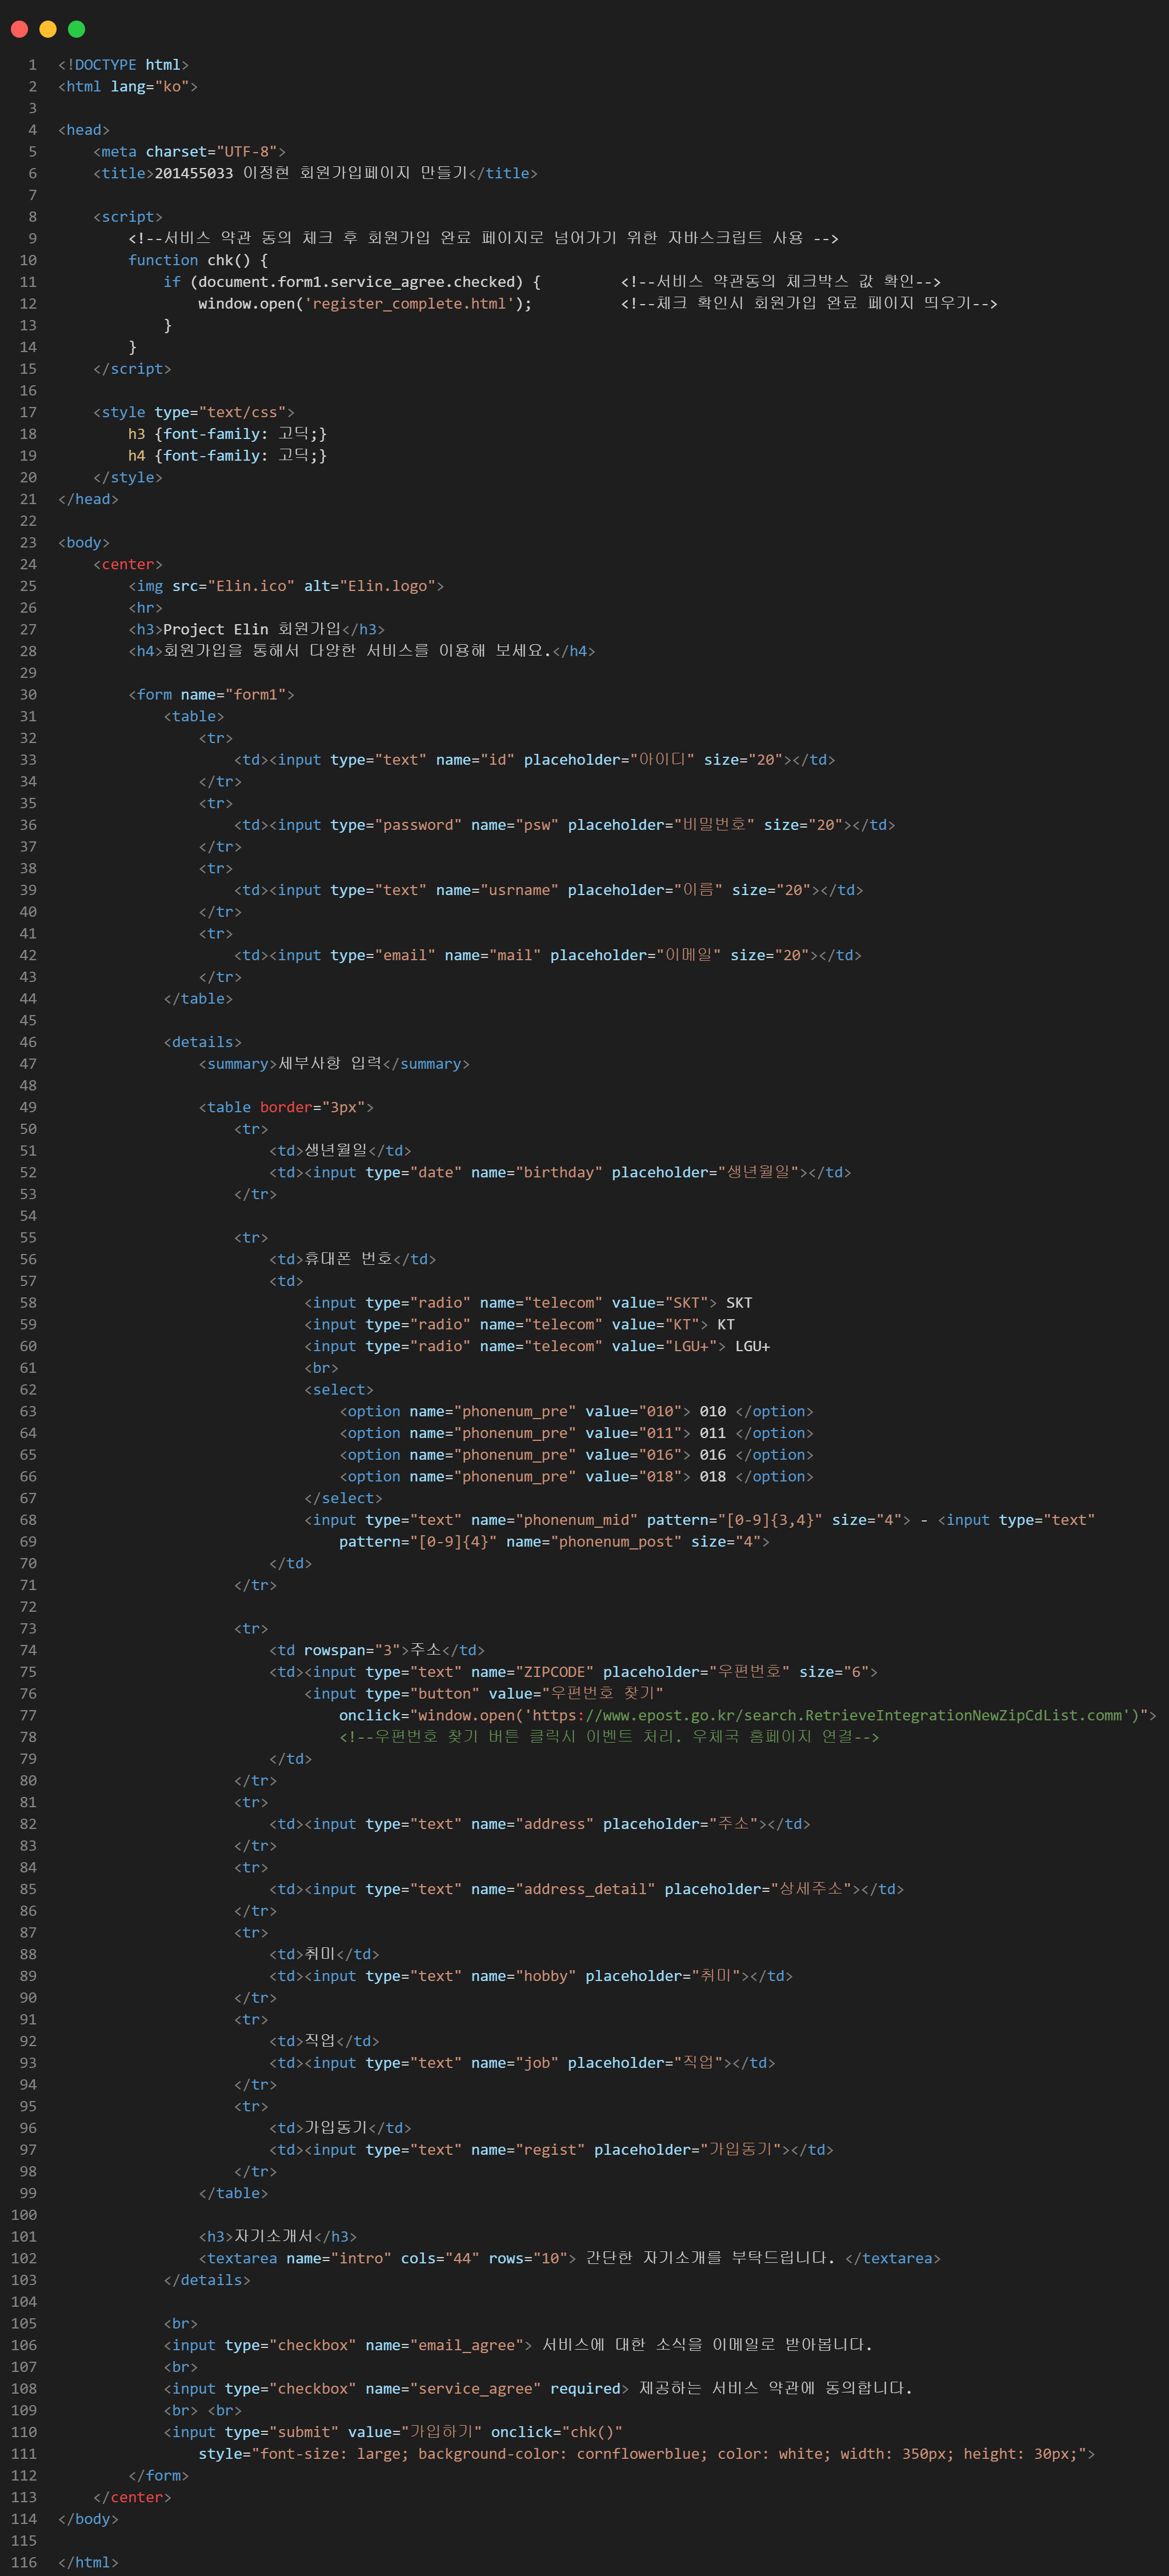 1 <!DOCTYPE html>
2 <html lang="ko">
3
4 <head>
5     <meta charset="UTF-8">
6     <title>201455033 이정현 회원가입페이지 만들기</title>
7
8     <script>
9         <!--서비스 약관 동의 체크 후 회원가입 완료 페이지로 넘어가기 위한 자바스크립트 사용 -->
10         function chk() {
11             if (document.form1.service_agree.checked) {         <!--서비스 약관동의 체크박스 값 확인-->
12                 window.open('register_complete.html');          <!--체크 확인시 회원가입 완료 페이지 띄우기-->
13             }
14         }
15     </script>
16
17     <style type="text/css">
18         h3 {font-family: 고딕;}
19         h4 {font-family: 고딕;}
20     </style>
21 </head>
22
23 <body>
24     <center>
25         <img src="Elin.ico" alt="Elin.logo">
26         <hr>
27         <h3>Project Elin 회원가입</h3>
28         <h4>회원가입을 통해서 다양한 서비스를 이용해 보세요.</h4>
29
30         <form name="form1">
31             <table>
32                 <tr>
33                     <td><input type="text" name="id" placeholder="아이디" size="20"></td>
34                 </tr>
35                 <tr>
36                     <td><input type="password" name="psw" placeholder="비밀번호" size="20"></td>
37                 </tr>
38                 <tr>
39                     <td><input type="text" name="usrname" placeholder="이름" size="20"></td>
40                 </tr>
41                 <tr>
42                     <td><input type="email" name="mail" placeholder="이메일" size="20"></td>
43                 </tr>
44             </table>
45
46             <details>
47                 <summary>세부사항 입력</summary>
48
49                 <table border="3px">
50                     <tr>
51                         <td>생년월일</td>
52                         <td><input type="date" name="birthday" placeholder="생년월일"></td>
53                     </tr>
54
55                     <tr>
56                         <td>휴대폰 번호</td>
57                         <td>
58                             <input type="radio" name="telecom" value="SKT"> SKT
59                             <input type="radio" name="telecom" value="KT"> KT
60                             <input type="radio" name="telecom" value="LGU+"> LGU+
61                             <br>
62                             <select>
63                                 <option name="phonenum_pre" value="010"> 010 </option>
64                                 <option name="phonenum_pre" value="011"> 011 </option>
65                                 <option name="phonenum_pre" value="016"> 016 </option>
66                                 <option name="phonenum_pre" value="018"> 018 </option>
67                             </select>
68                             <input type="text" name="phonenum_mid" pattern="[0-9]{3,4}" size="4"> - <input type="text"
69                                 pattern="[0-9]{4}" name="phonenum_post" size="4">
70                         </td>
71                     </tr>
72
73                     <tr>
74                         <td rowspan="3">주소</td>
75                         <td><input type="text" name="ZIPCODE" placeholder="우편번호" size="6">
76                             <input type="button" value="우편번호 찾기"
77                                 onclick="window.open('https://www.epost.go.kr/search.RetrieveIntegrationNewZipCdList.comm')">
78                                 <!--우편번호 찾기 버튼 클릭시 이벤트 처리. 우체국 홈페이지 연결-->
79                         </td>
80                     </tr>
81                     <tr>
82                         <td><input type="text" name="address" placeholder="주소"></td>
83                     </tr>
84                     <tr>
85                         <td><input type="text" name="address_detail" placeholder="상세주소"></td>
86                     </tr>
87                     <tr>
88                         <td>취미</td>
89                         <td><input type="text" name="hobby" placeholder="취미"></td>
90                     </tr>
91                     <tr>
92                         <td>직업</td>
93                         <td><input type="text" name="job" placeholder="직업"></td>
94                     </tr>
95                     <tr>
96                         <td>가입동기</td>
97                         <td><input type="text" name="regist" placeholder="가입동기"></td>
98                     </tr>
99                 </table>
100
101                 <h3>자기소개서</h3>
102                 <textarea name="intro" cols="44" rows="10"> 간단한 자기소개를 부탁드립니다. </textarea>
103             </details>
104
105             <br>
106             <input type="checkbox" name="email_agree"> 서비스에 대한 소식을 이메일로 받아봅니다.
107             <br>
108             <input type="checkbox" name="service_agree" required> 제공하는 서비스 약관에 동의합니다.
109             <br> <br>
110             <input type="submit" value="가입하기" onclick="chk()"
111                 style="font-size: large; background-color: cornflowerblue; color: white; width: 350px; height: 30px;">
112         </form>
113     </center>
114 </body>
115
116 </html>